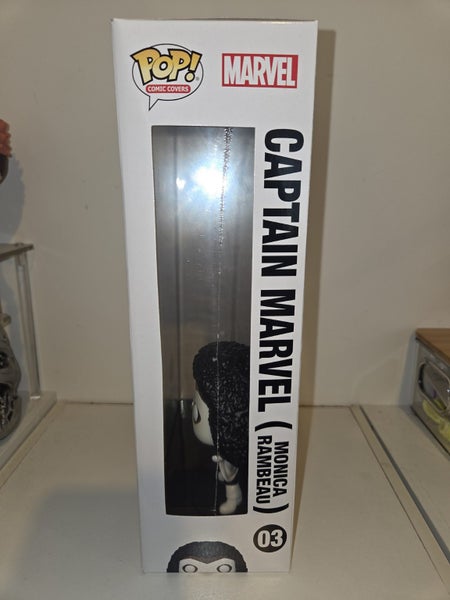 POP!
COMIC COVERS
MARVEL
CAPTAIN MARVEL (MONICA
RAMBEAU)
03